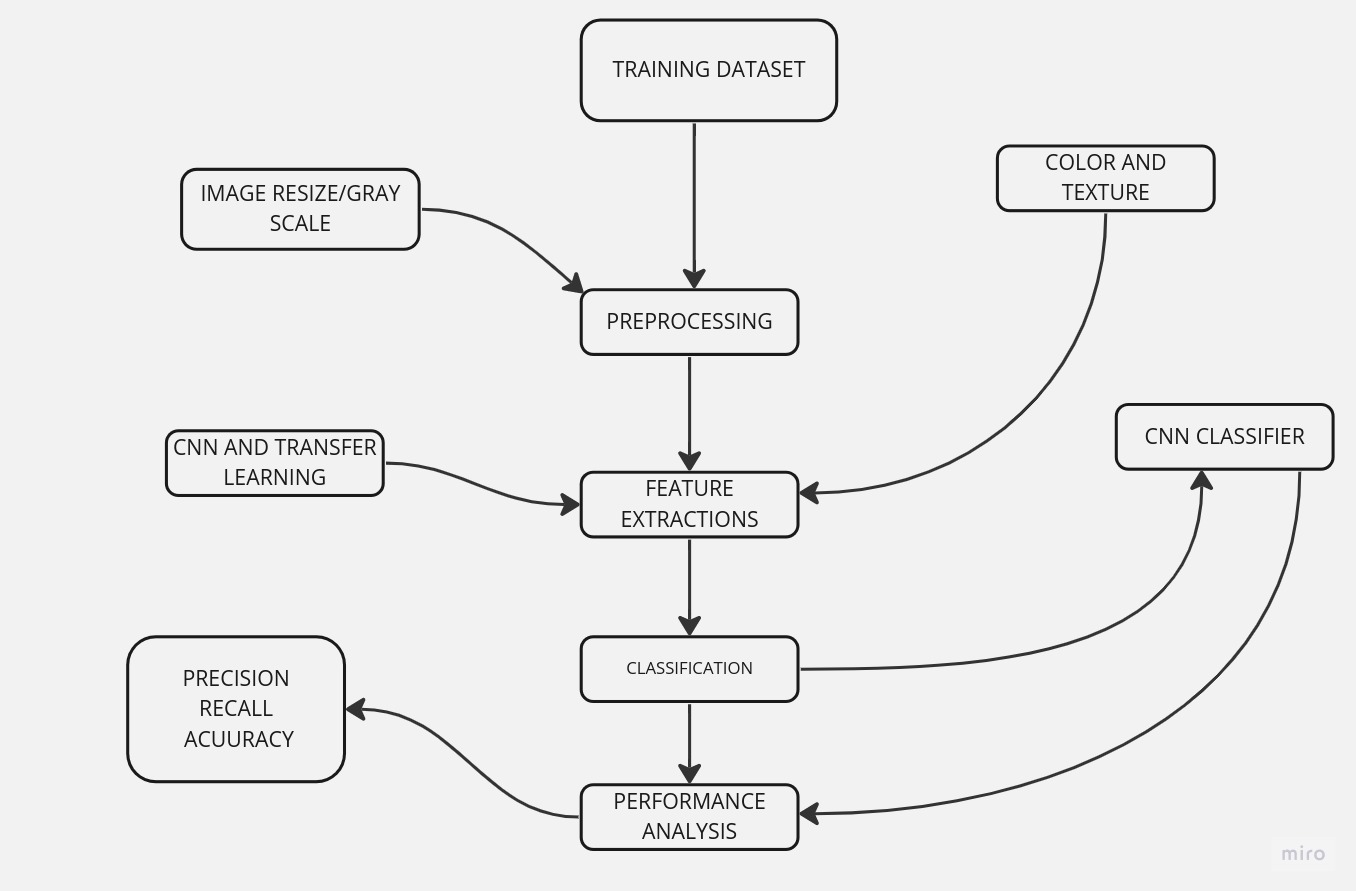 TRAINING DATASET
COLOR AND
TEXTURE
IMAGE RESIZE/GRAY
SCALE
PREPROCESSING
CNN CLASSIFIER
CNN AND TRANSFER
LEARNING
FEATURE
EXTRACTIONS
CLASSIFICATION
PRECISION
RECALL
ACUURACY
PERFORMANCE
ANALYSIS
miro